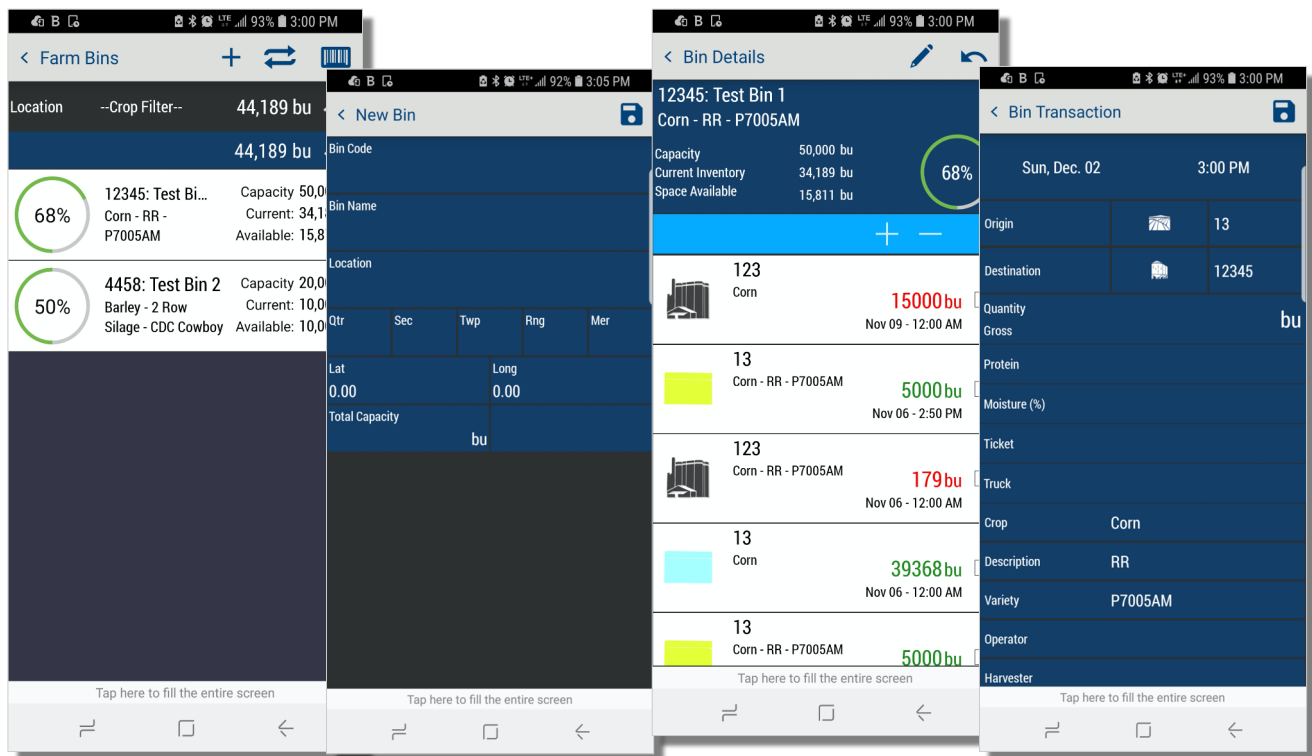 B LTE 93% 3:00 PM
< Farm Bins
Location --Crop Filter-- 44,189 bu
44,189 bu
68%
12345: Test Bi... Capacity 50,0
Corn - RR - Current: 34,1
P7005AM Available: 15,8
50%
4458: Test Bin 2 Capacity 20,0
Barley - 2 Row Current: 10,0
Silage - CDC Cowboy Available: 10,0
Tap here to fill the entire screen
B LTE+ 92% 3:05 PM
< New Bin
Bin Code
Bin Name
Location
Qtr Sec Twp Rng Mer
Lat Long
0.00 0.00
Total Capacity
bu
Tap here to fill the entire screen
B LTE 93% 3:00 PM
< Bin Details
12345: Test Bin 1
Corn - RR - P7005AM
Capacity 50,000 bu
Current Inventory 34,189 bu
Space Available 15,811 bu
68%
+ −
123
Corn
15000 bu
Nov 09 - 12:00 AM
13
Corn - RR - P7005AM
5000 bu
Nov 06 - 2:50 PM
123
Corn - RR - P7005AM
179 bu
Nov 06 - 12:00 AM
13
Corn
39368 bu
Nov 06 - 12:00 AM
13
Corn - RR - P7005AM
5000 bu
Tap here to fill the entire screen
B LTE+ 93% 3:00 PM
< Bin Transaction
Sun, Dec. 02 3:00 PM
Origin 13
Destination 12345
Quantity
Gross bu
Protein
Moisture (%)
Ticket
Truck
Crop Corn
Description RR
Variety P7005AM
Operator
Harvester
Tap here to fill the entire screen